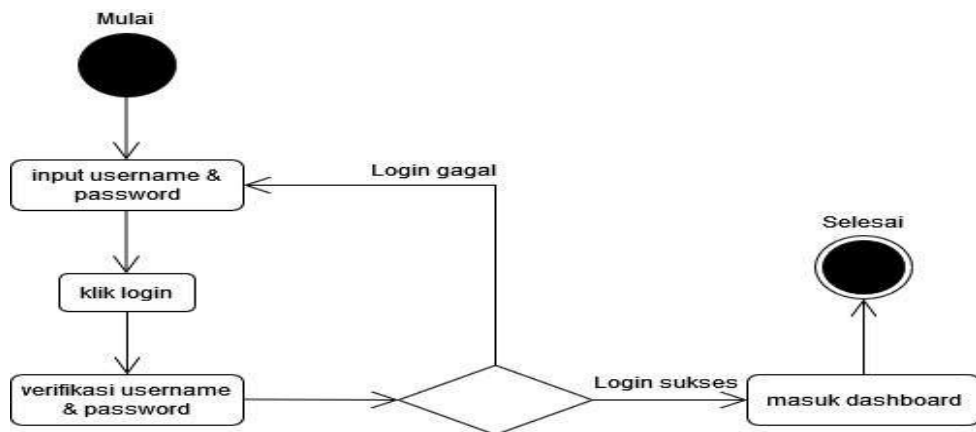 Mulai
input username &
password
Login gagal
klik login
verifikasi username
& password
Login sukses
masuk dashboard
Selesai